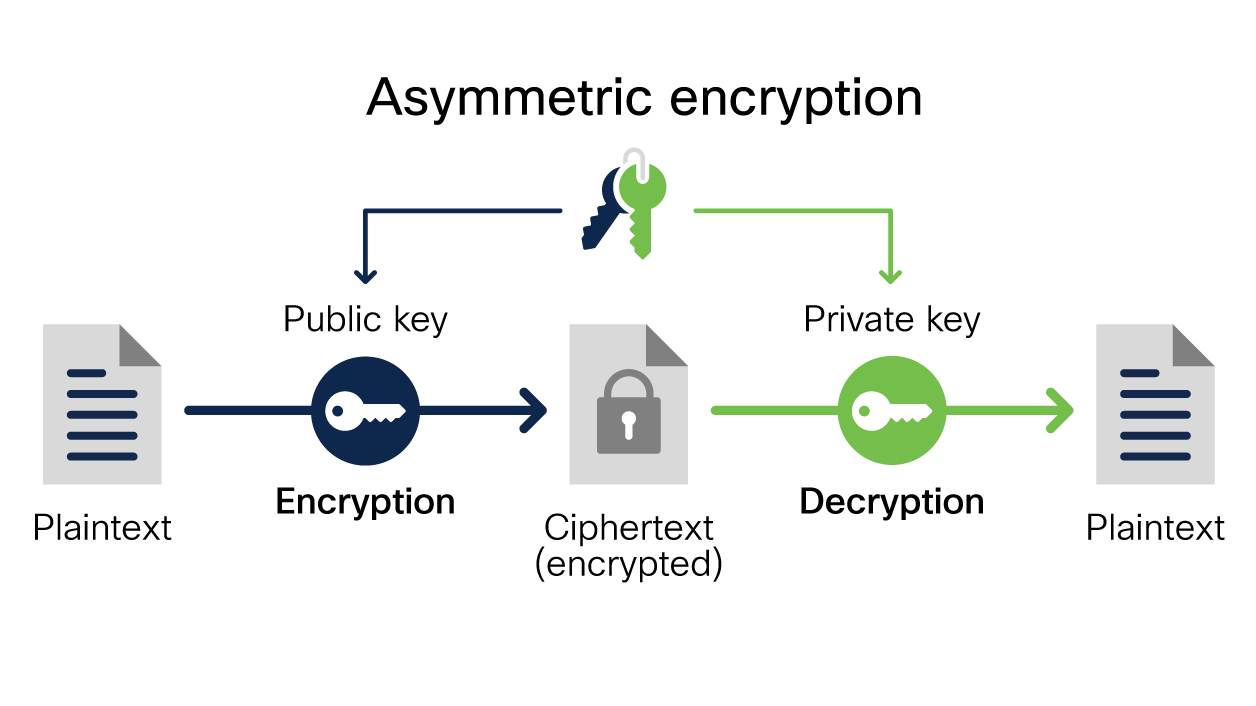 Asymmetric encryption
Public key
Private key
Encryption
Decryption
Plaintext
Ciphertext
(encrypted)
Plaintext